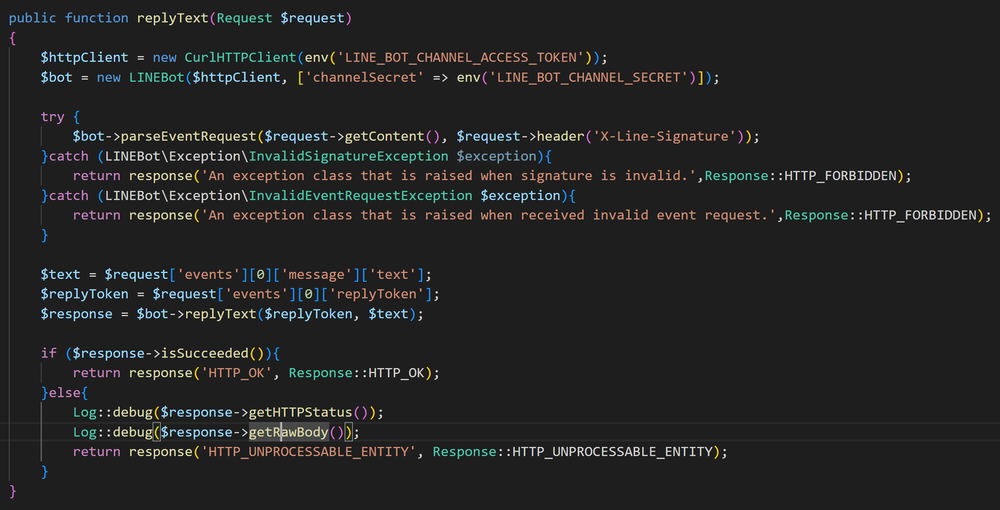 public function replyText(Request $request)
{
    $httpClient = new CurlHTTPClient(env('LINE_BOT_CHANNEL_ACCESS_TOKEN'));
    $bot = new LINEBot($httpClient, ['channelSecret' => env('LINE_BOT_CHANNEL_SECRET')]);

    try {
        $bot->parseEventRequest($request->getContent(), $request->header('X-Line-Signature'));
    }catch (LINEBot\Exception\InvalidSignatureException $exception){
        return response('An exception class that is raised when signature is invalid.',Response::HTTP_FORBIDDEN);
    }catch (LINEBot\Exception\InvalidEventRequestException $exception){
        return response('An exception class that is raised when received invalid event request.',Response::HTTP_FORBIDDEN);
    }

    $text = $request['events'][0]['message']['text'];
    $replyToken = $request['events'][0]['replyToken'];
    $response = $bot->replyText($replyToken, $text);

    if ($response->isSucceeded()){
        return response('HTTP_OK', Response::HTTP_OK);
    }else{
        Log::debug($response->getHTTPStatus());
        Log::debug($response->getRawBody());
        return response('HTTP_UNPROCESSABLE_ENTITY', Response::HTTP_UNPROCESSABLE_ENTITY);
    }
}